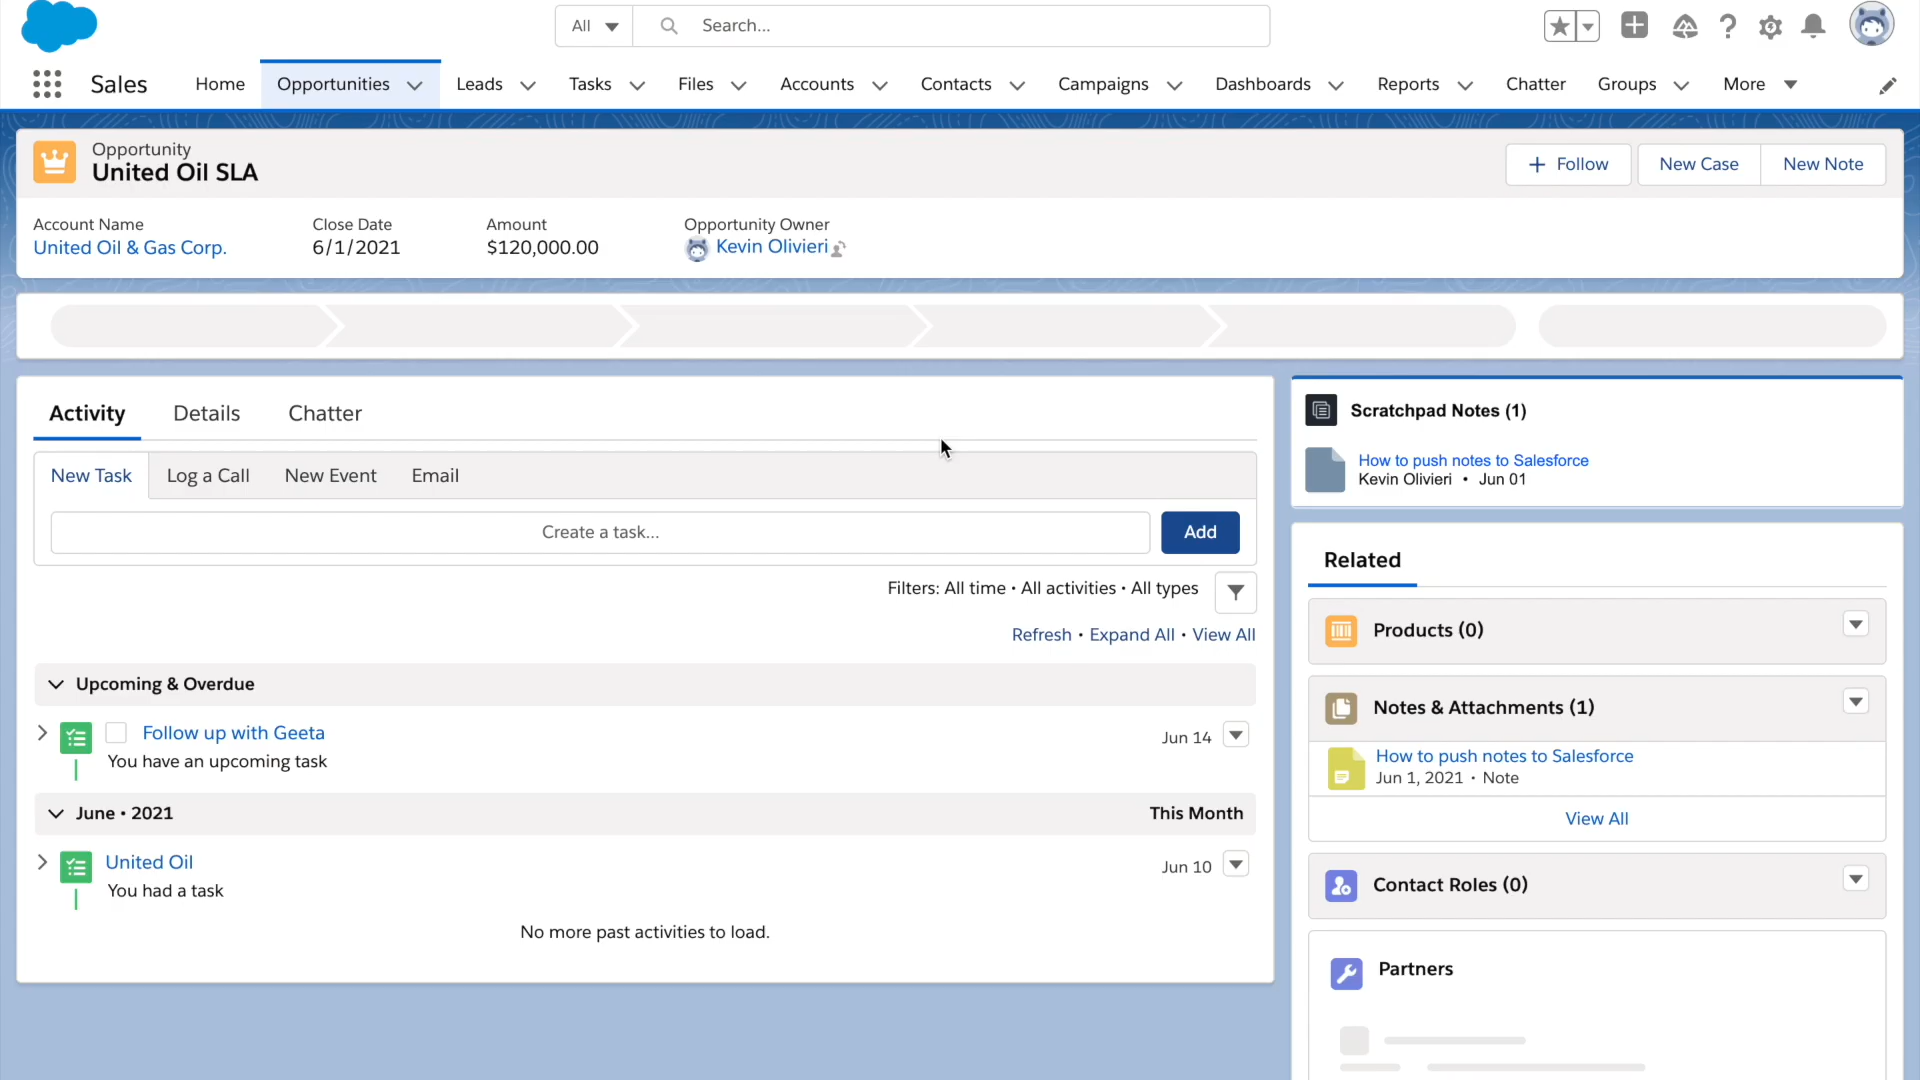 All
Search...
Sales
Home
Opportunities
Leads
Tasks
Files
Accounts
Contacts
Campaigns
Dashboards
Reports
Chatter
Groups
More
Opportunity
United Oil SLA
+ Follow
New Case
New Note
Account Name
United Oil & Gas Corp.
Close Date
6/1/2021
Amount
$120,000.00
Opportunity Owner
Kevin Olivieri
Activity
Details
Chatter
New Task
Log a Call
New Event
Email
Create a task...
Add
Filters: All time • All activities • All types
Refresh • Expand All • View All
Upcoming & Overdue
Follow up with Geeta
Jun 14
You have an upcoming task
June • 2021
This Month
United Oil
Jun 10
You had a task
No more past activities to load.
Scratchpad Notes (1)
How to push notes to Salesforce
Kevin Olivieri • Jun 01
Related
Products (0)
Notes & Attachments (1)
How to push notes to Salesforce
Jun 1, 2021 • Note
View All
Contact Roles (0)
Partners